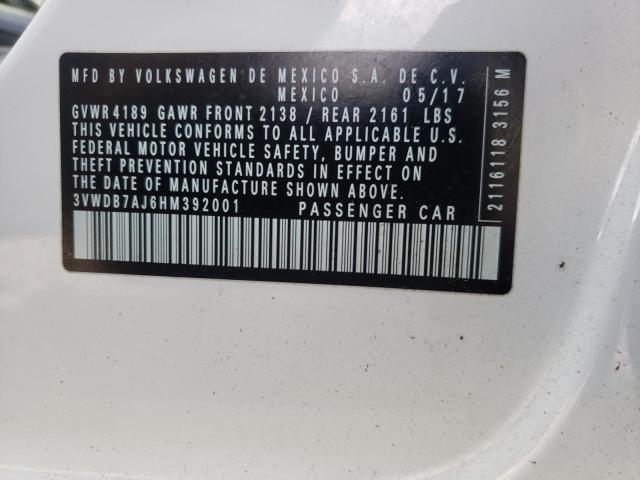 MFD BY VOLKSWAGEN DE MEXICO S.A. DE C.V.
MEXICO 05/17
GVWR 4189 GAWR FRONT 2138 / REAR 2161 LBS
THIS VEHICLE CONFORMS TO ALL APPLICABLE U.S.
FEDERAL MOTOR VEHICLE SAFETY, BUMPER AND
THEFT PREVENTION STANDARDS IN EFFECT ON
THE DATE OF MANUFACTURE SHOWN ABOVE.
3VWDB7AJ6HM392001 PASSENGER CAR
2116118 3156 M